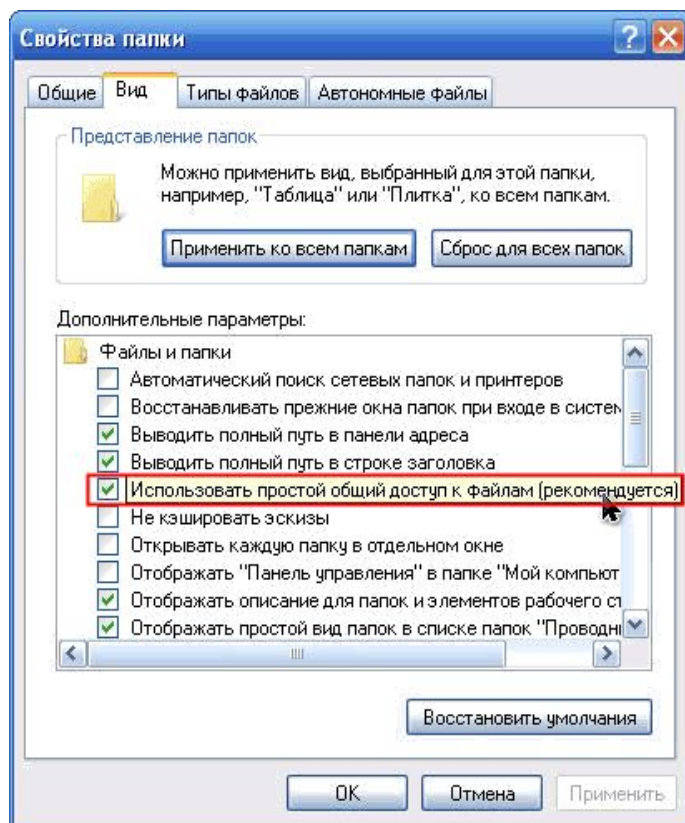 Свойства папки
Общие Вид Типы файлов Автономные файлы
Представление папок
Можно применить вид, выбранный для этой папки,
например, "Таблица" или "Плитка", ко всем папкам.
Применить ко всем папкам Сброс для всех папок
Дополнительные параметры:
Файлы и папки
Автоматический поиск сетевых папок и принтеров
Восстанавливать прежние окна папок при входе в систем
Выводить полный путь в панели адреса
Выводить полный путь в строке заголовка
Использовать простой общий доступ к файлам (рекомендуется)
Не кэшировать эскизы
Открывать каждую папку в отдельном окне
Отображать "Панель управления" в папке "Мой компьют
Отображать описание для папок и элементов рабочего ст
Отображать простой вид папок в списке папок "Проводни
Восстановить умолчания
OK Отмена Применить